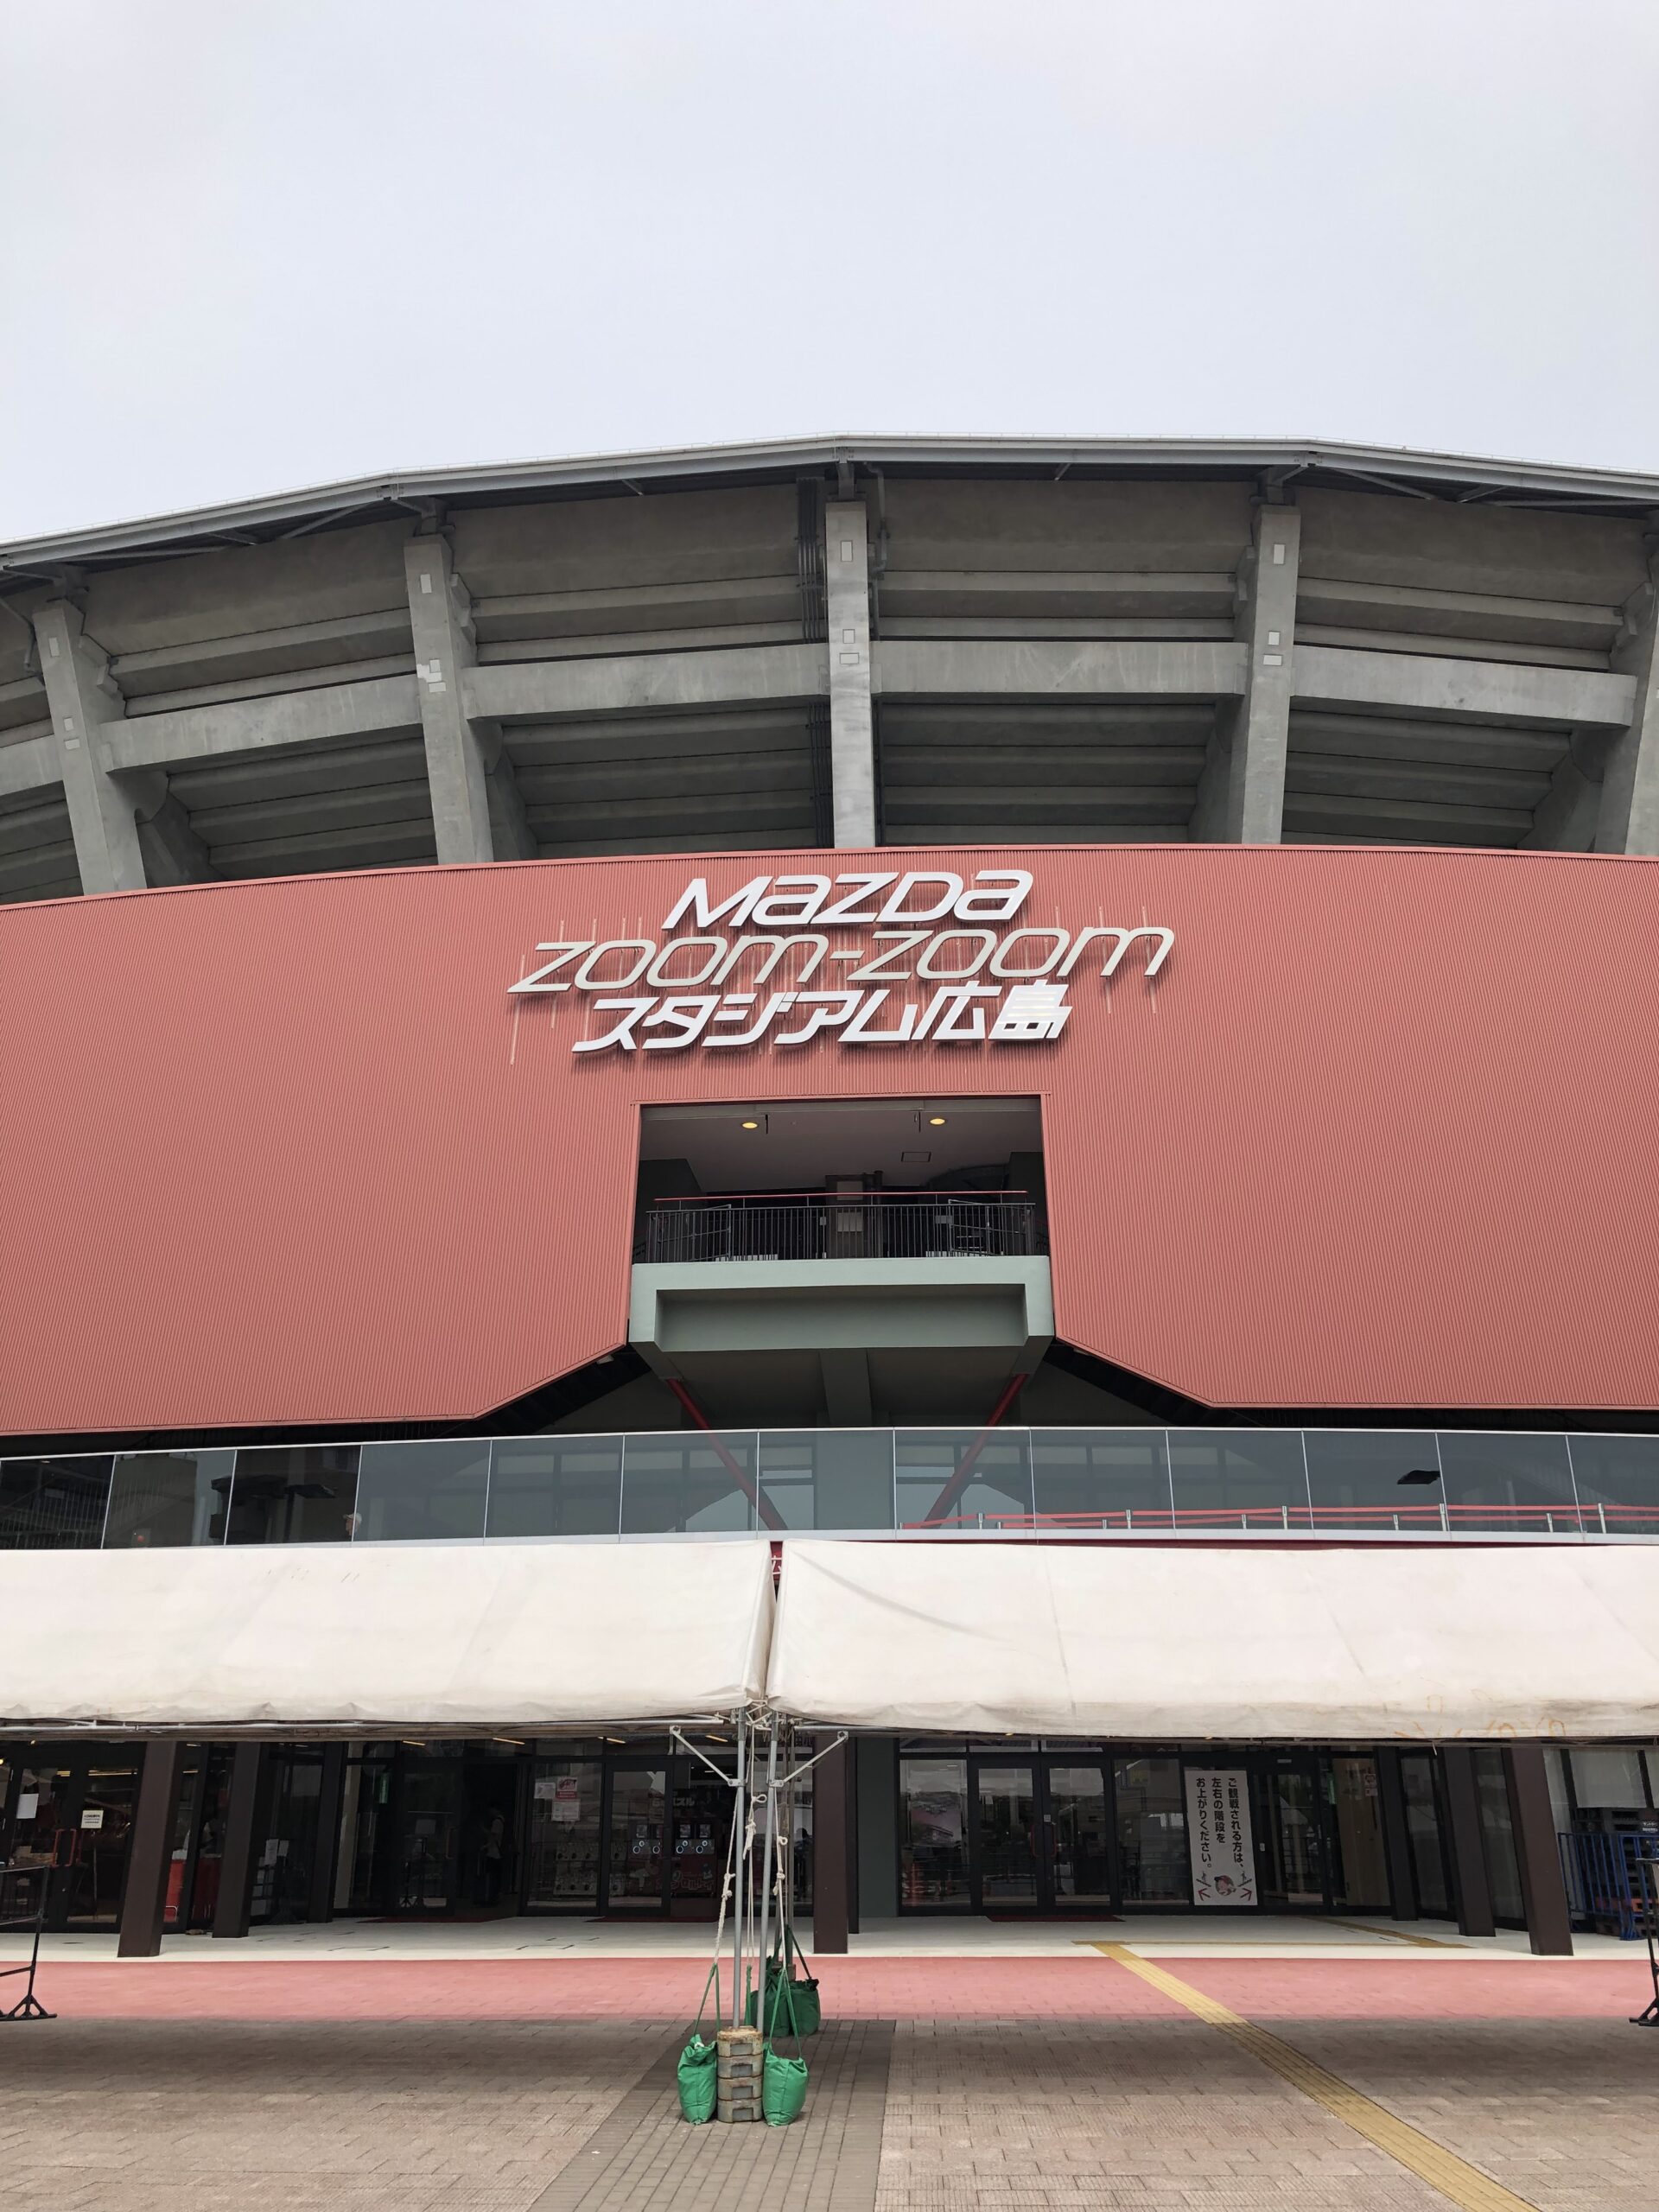 Mazda
zoom-zoom
スタジアム広島
ご観戦される方は、
左右の階段を
お上がりください。